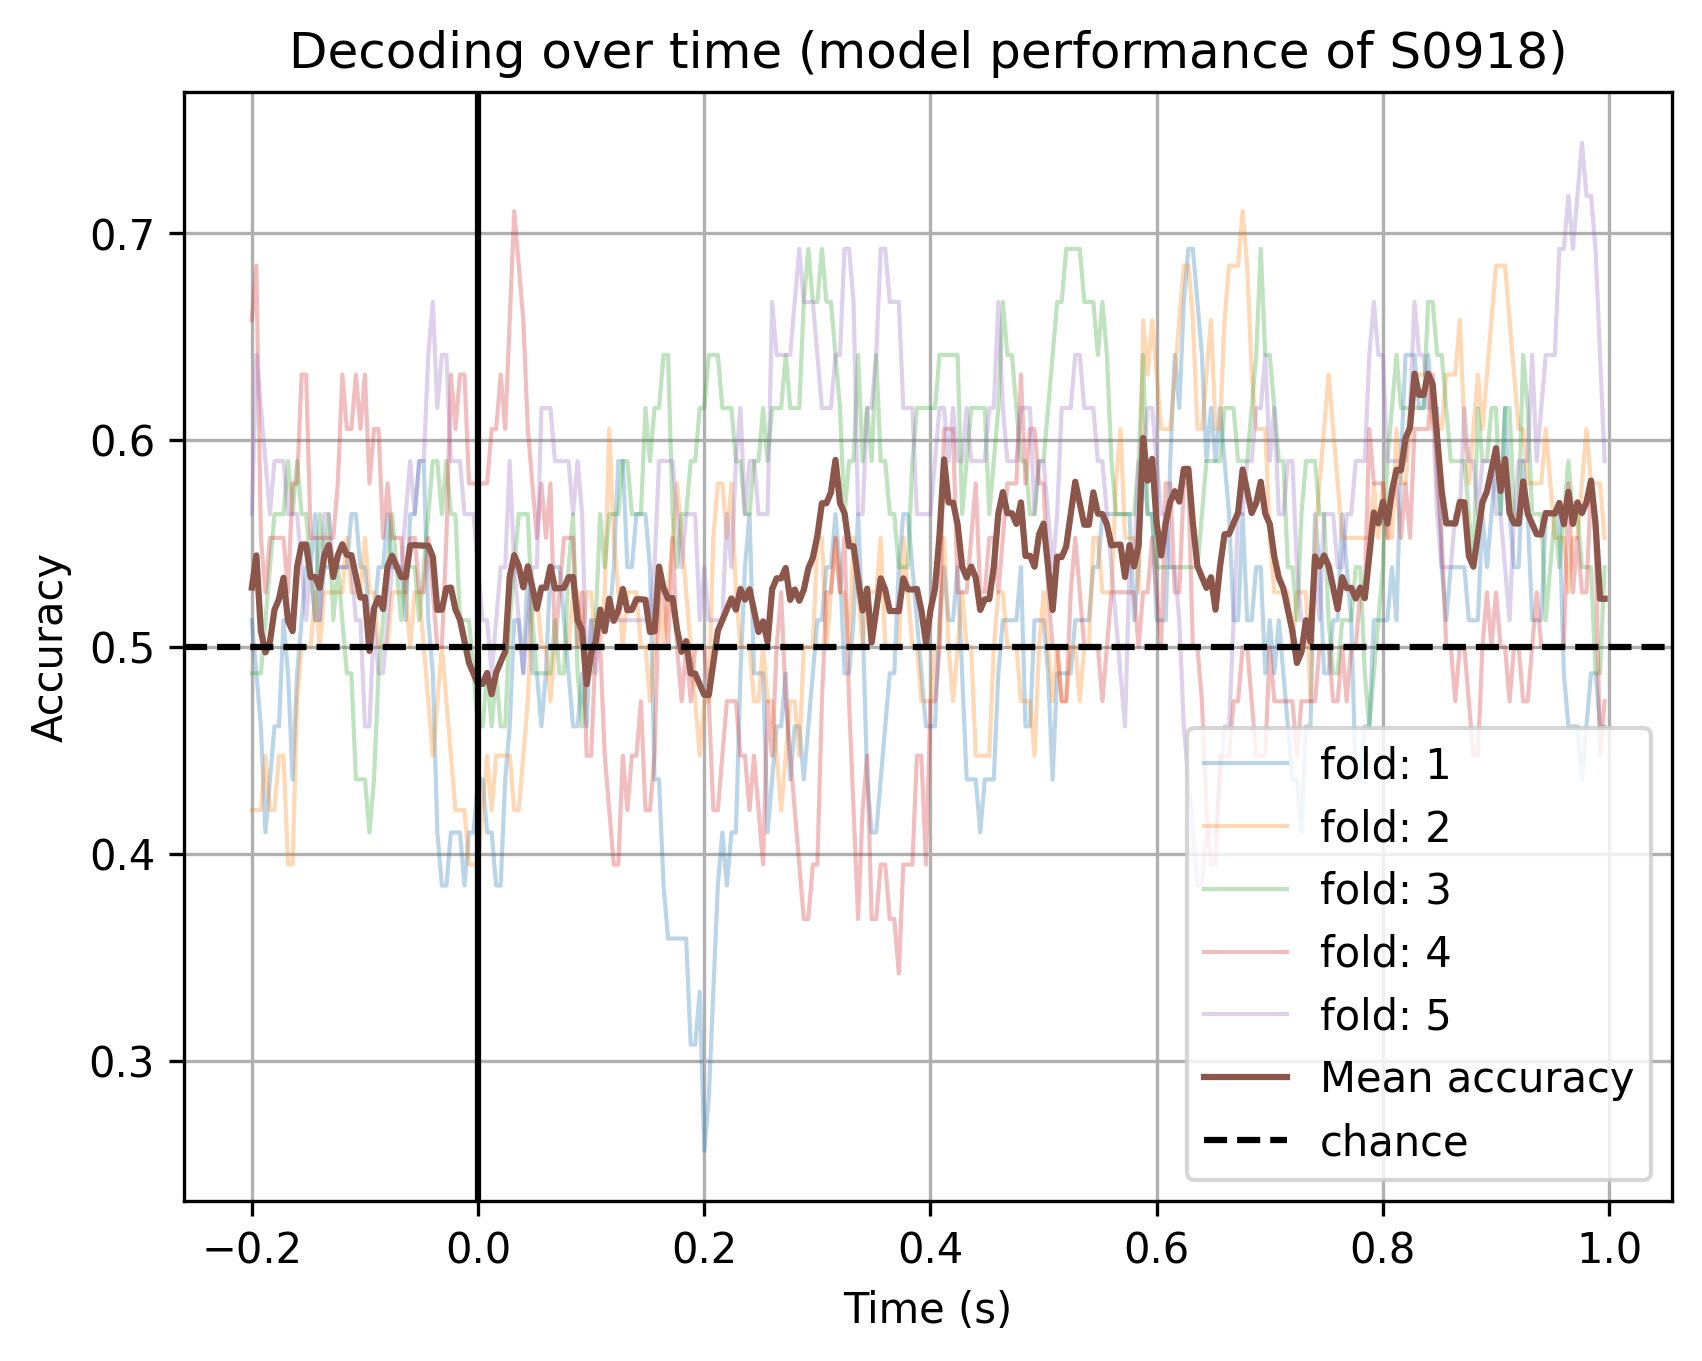 Decoding over time (model performance of S0918)
Accuracy
0.7
0.6
0.5
0.4
0.3
−0.2
0.0
0.2
0.4
0.6
0.8
1.0
Time (s)
fold: 1
fold: 2
fold: 3
fold: 4
fold: 5
Mean accuracy
chance